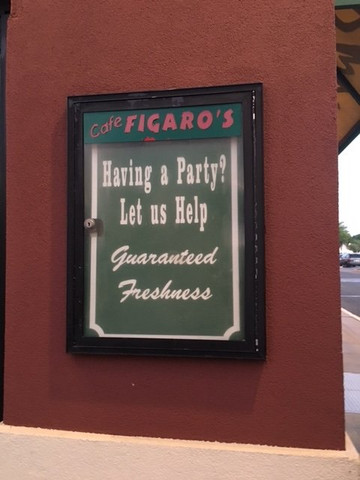 Cafe FIGARO'S
Having a Party?
Let us Help
Guaranteed
Freshness